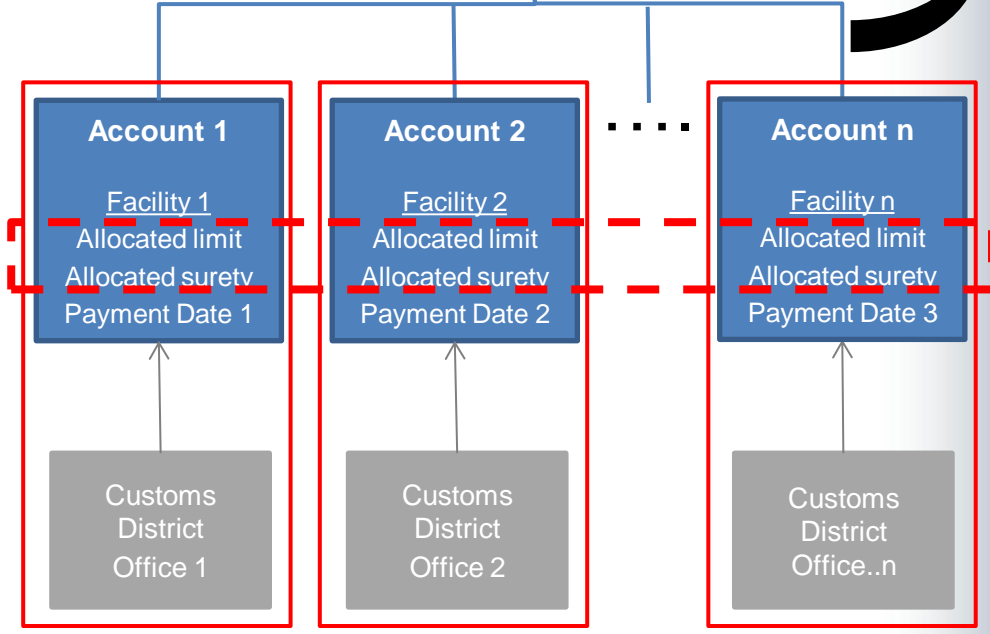 Account 1
Facility 1
Allocated limit
Allocated surety
Payment Date 1
Customs
District
Office 1
Account 2
Facility 2
Allocated limit
Allocated surety
Payment Date 2
Customs
District
Office 2
.....
Account n
Facility n
Allocated limit
Allocated surety
Payment Date 3
Customs
District
Office..n